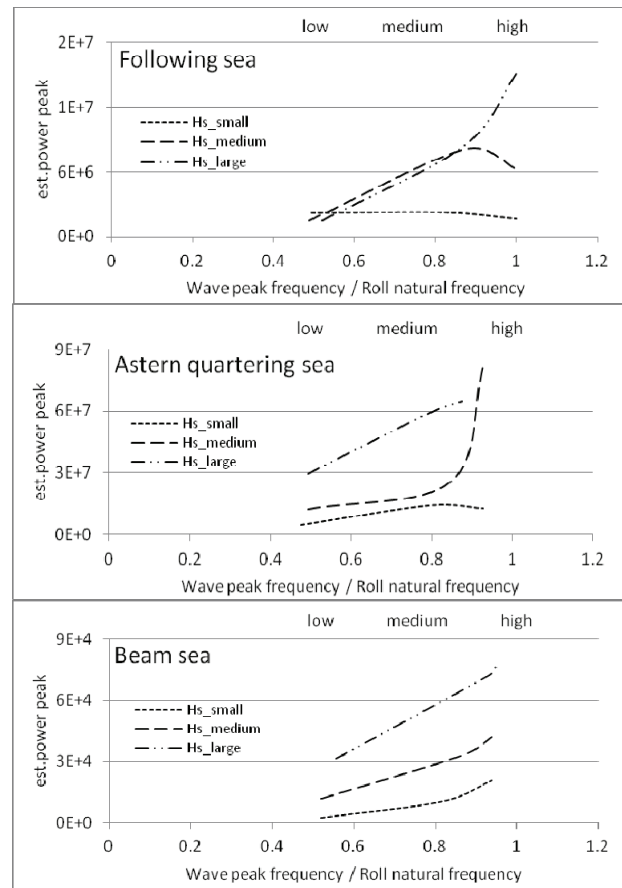 low medium high
2E+7
Following sea
1E+7
Hs_small
Hs_medium
Hs_large
6E+6
0E+0
est.power peak
0 0.2 0.4 0.6 0.8 1 1.2
Wave peak frequency / Roll natural frequency
low medium high
9E+7
Astern quartering sea
6E+7
Hs_small
Hs_medium
Hs_large
3E+7
0E+0
est.power peak
0 0.2 0.4 0.6 0.8 1 1.2
Wave peak frequency / Roll natural frequency
low medium high
9E+4
Beam sea
6E+4
Hs_small
Hs_medium
Hs_large
3E+4
0E+0
est.power peak
0 0.2 0.4 0.6 0.8 1 1.2
Wave peak frequency / Roll natural frequency